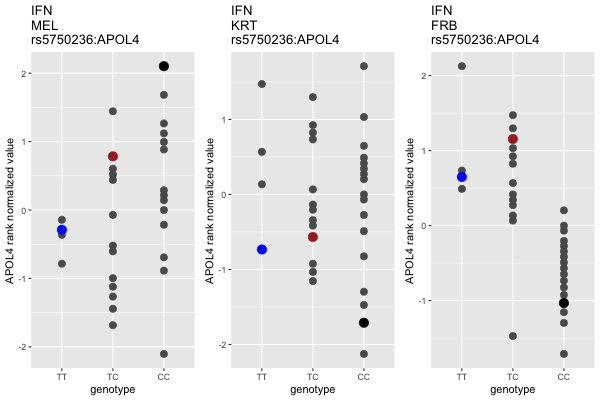 IFN
MEL
rs5750236:APOL4
APOL4 rank normalized value
2
1
0
-1
-2
TT
TC
CC
genotype
IFN
KRT
rs5750236:APOL4
APOL4 rank normalized value
1
0
-1
-2
TT
TC
CC
genotype
IFN
FRB
rs5750236:APOL4
APOL4 rank normalized value
2
1
0
-1
TT
TC
CC
genotype